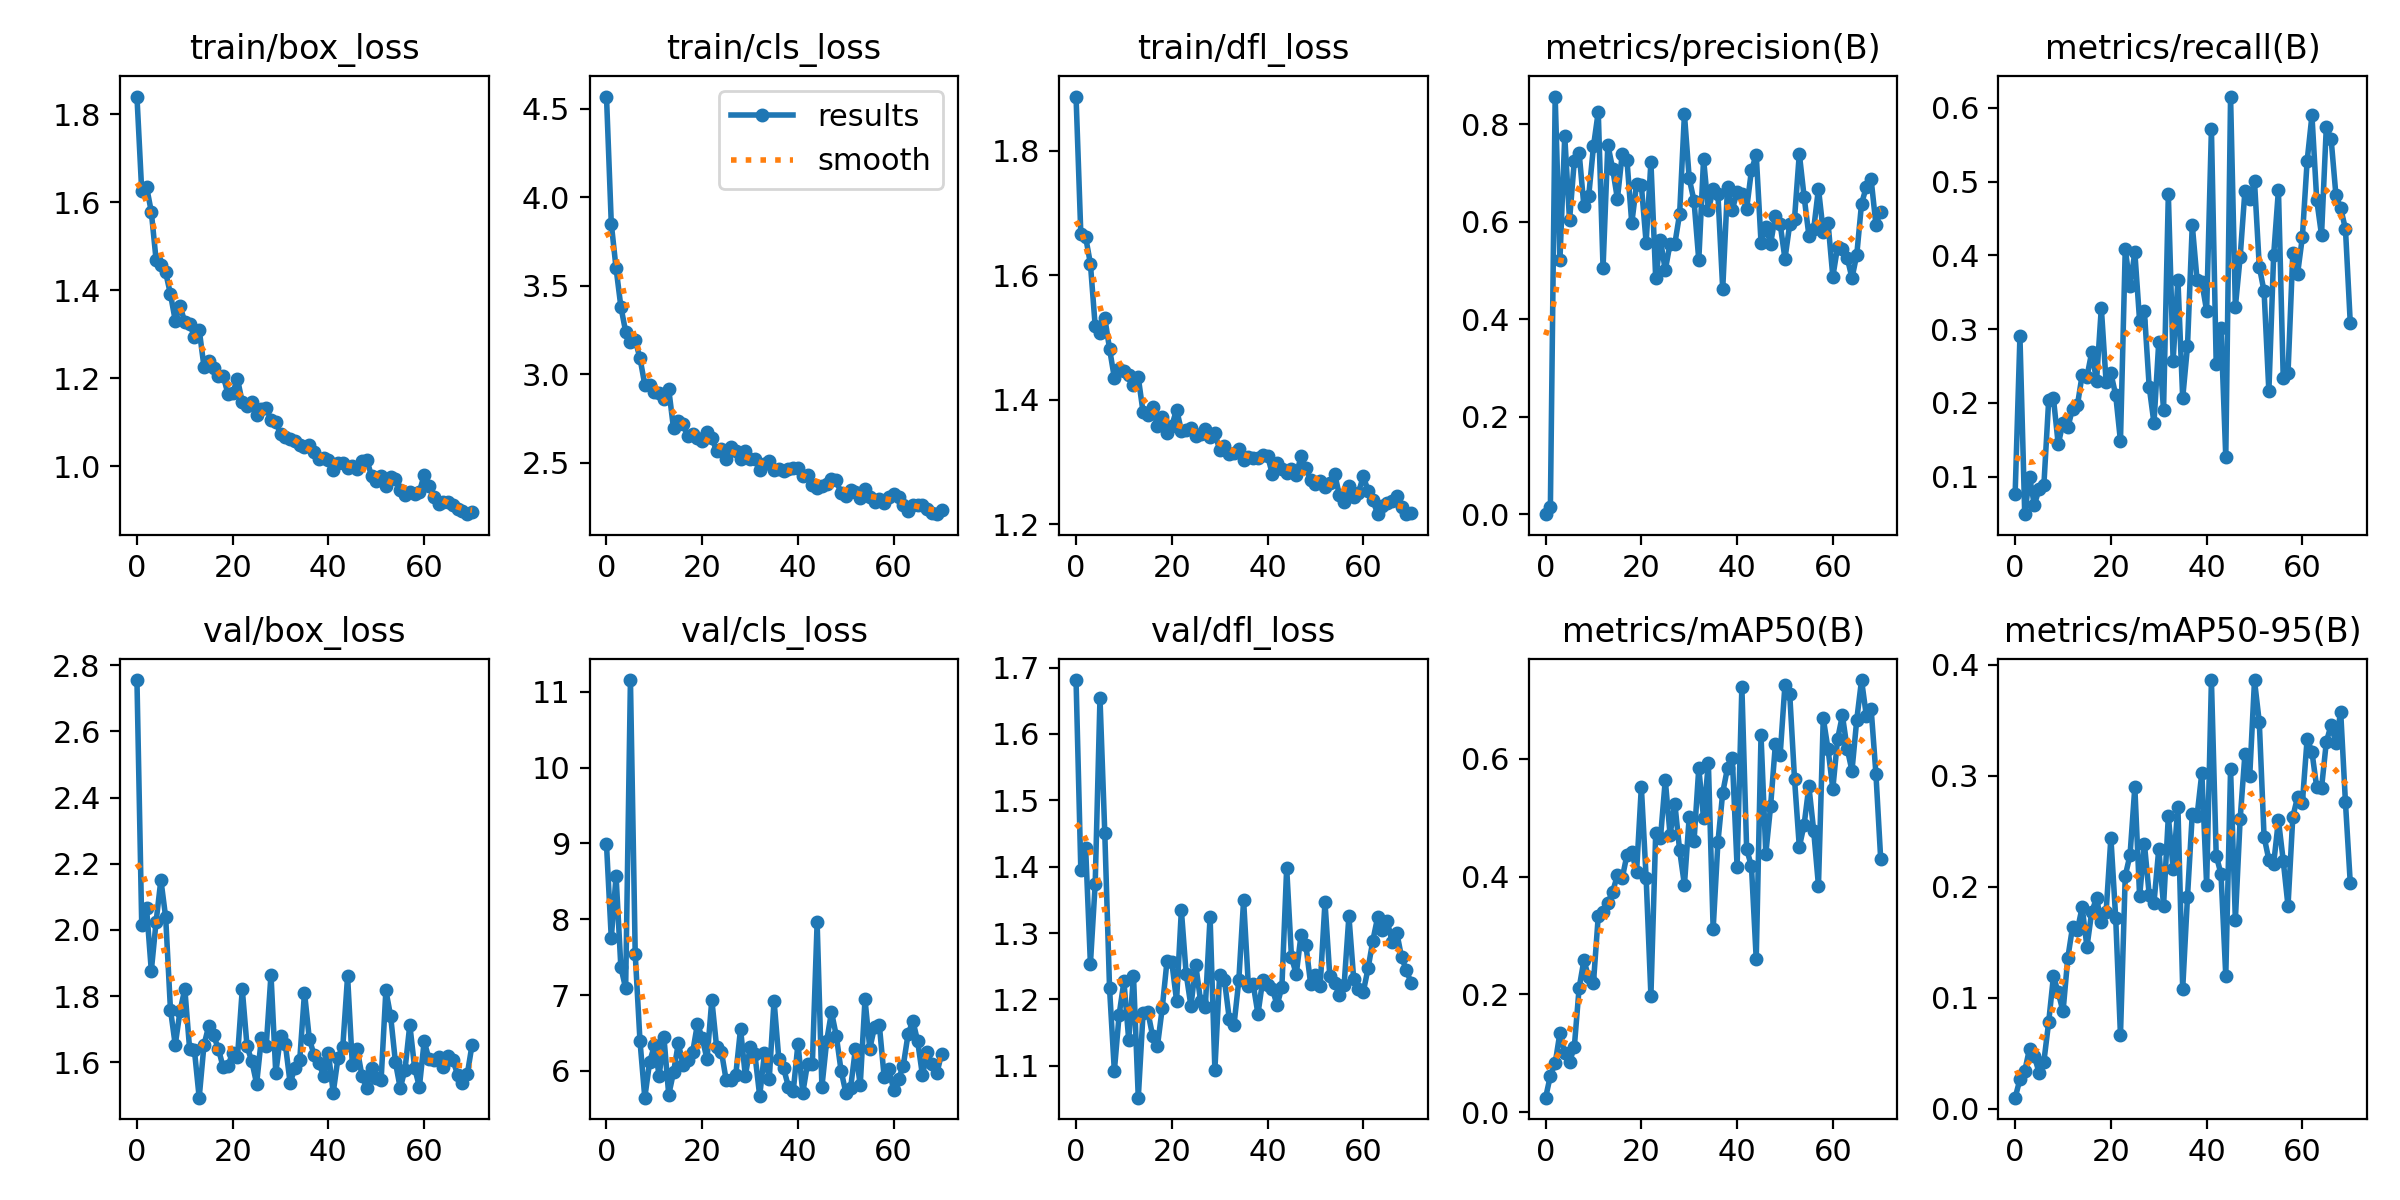 train/box_loss
1.8
1.6
1.4
1.2
1.0
0 20 40 60
train/cls_loss
4.5
4.0
3.5
3.0
2.5
results
smooth
0 20 40 60
train/dfl_loss
1.8
1.6
1.4
1.2
0 20 40 60
metrics/precision(B)
0.8
0.6
0.4
0.2
0.0
0 20 40 60
metrics/recall(B)
0.6
0.5
0.4
0.3
0.2
0.1
0 20 40 60
val/box_loss
2.8
2.6
2.4
2.2
2.0
1.8
1.6
0 20 40 60
val/cls_loss
11
10
9
8
7
6
0 20 40 60
val/dfl_loss
1.7
1.6
1.5
1.4
1.3
1.2
1.1
0 20 40 60
metrics/mAP50(B)
0.6
0.4
0.2
0.0
0 20 40 60
metrics/mAP50-95(B)
0.4
0.3
0.2
0.1
0.0
0 20 40 60